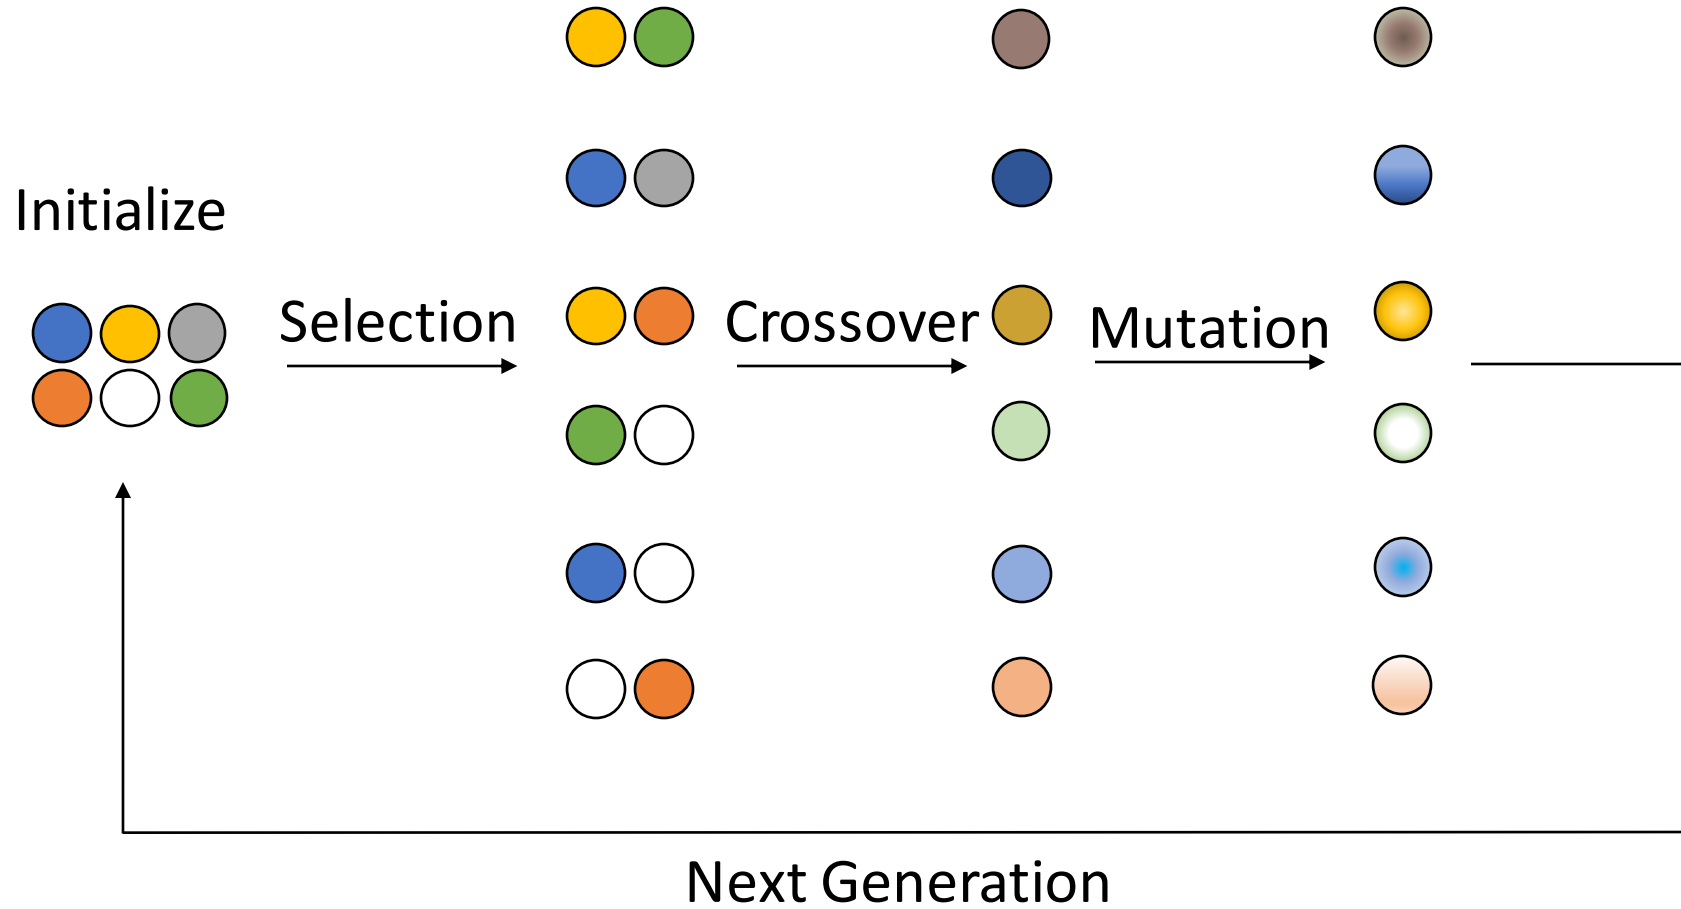 Initialize
Selection
Crossover
Mutation
Next Generation